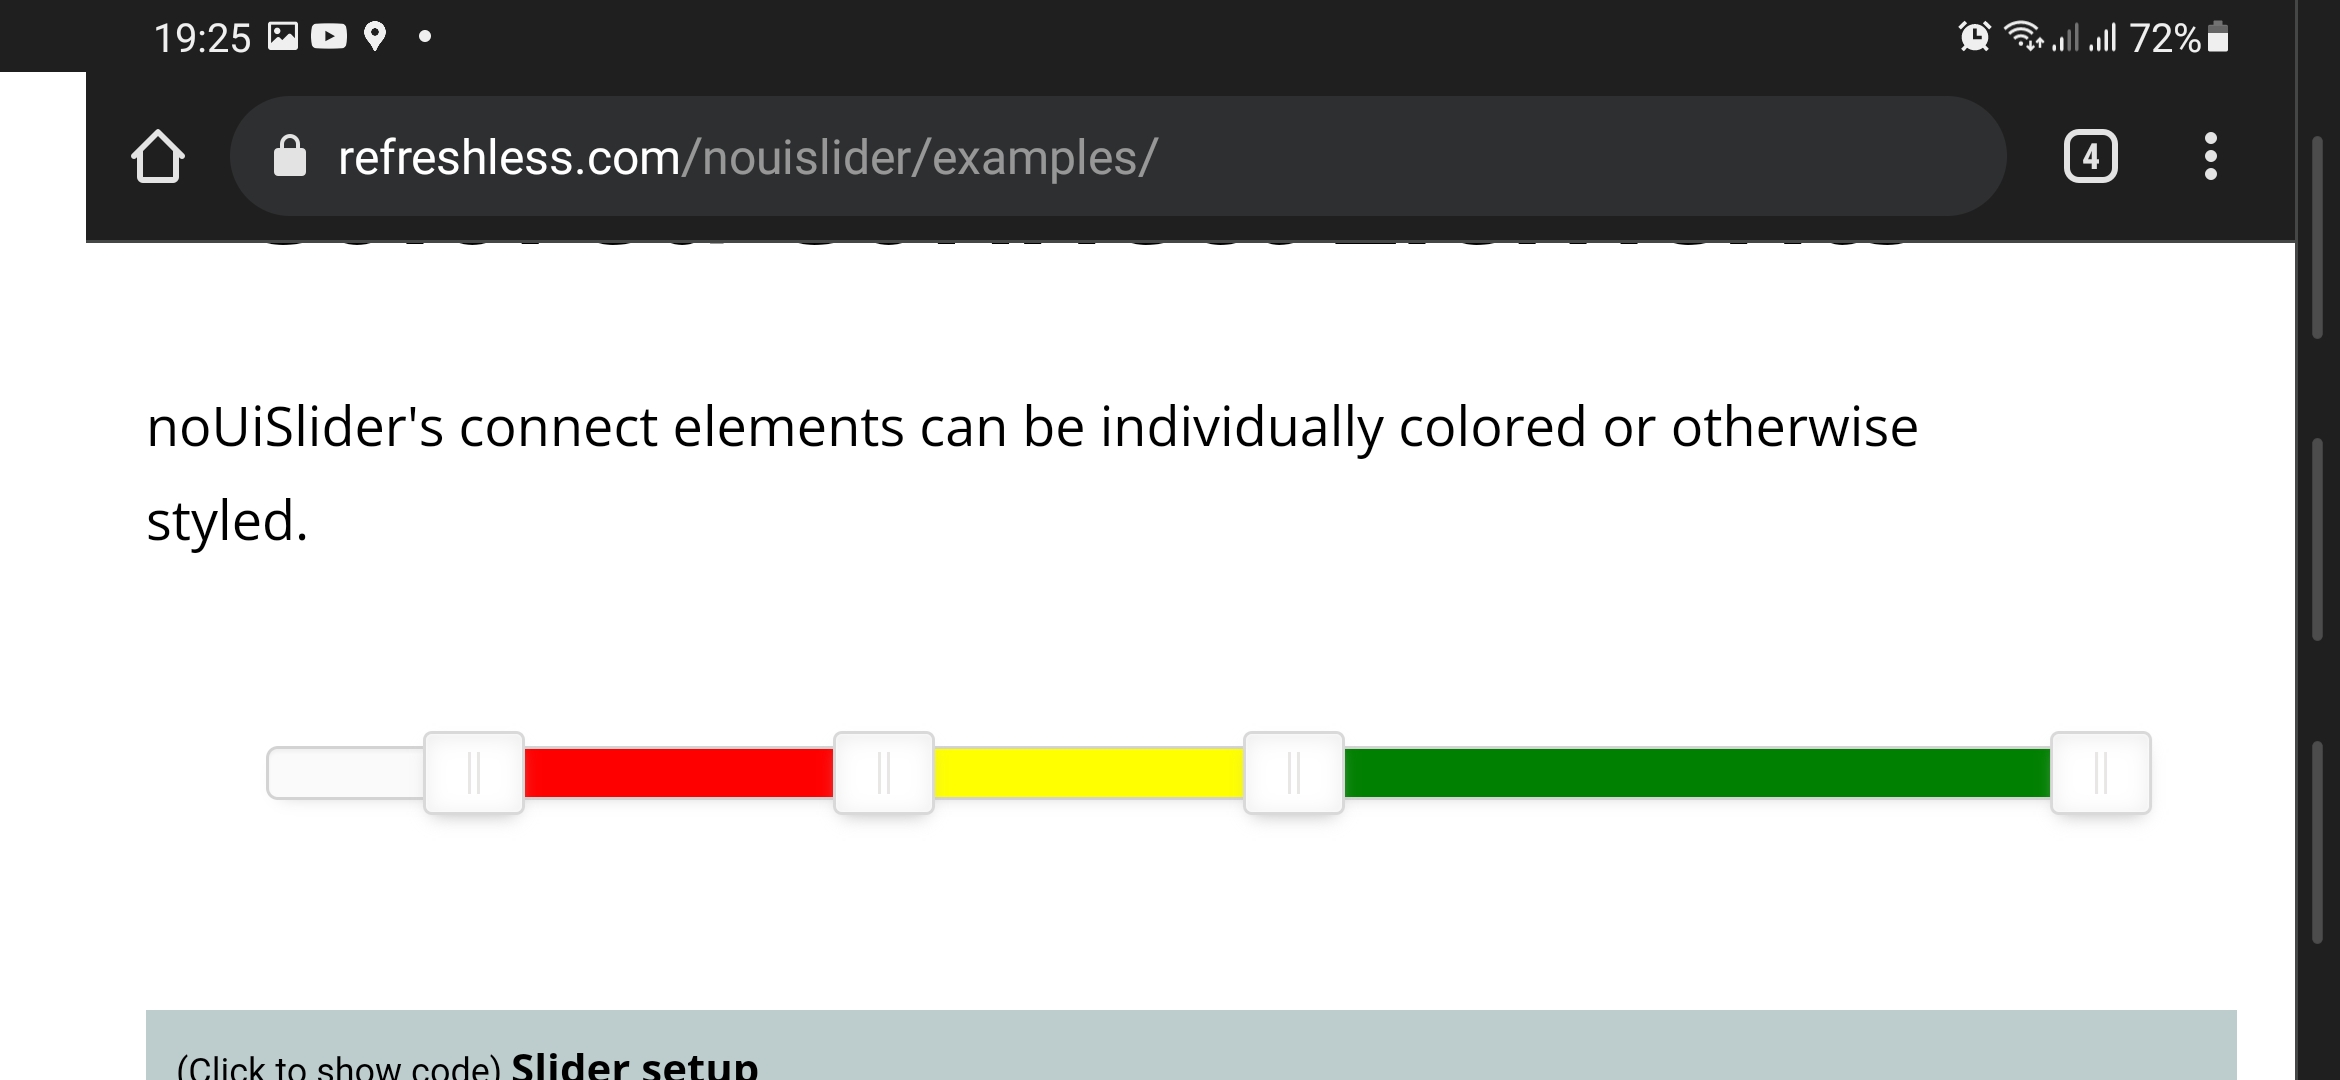 19:25
72%
refreshless.com/nouislider/examples/
4
noUiSlider's connect elements can be individually colored or otherwise
styled.
(Click to show code) Slider setup